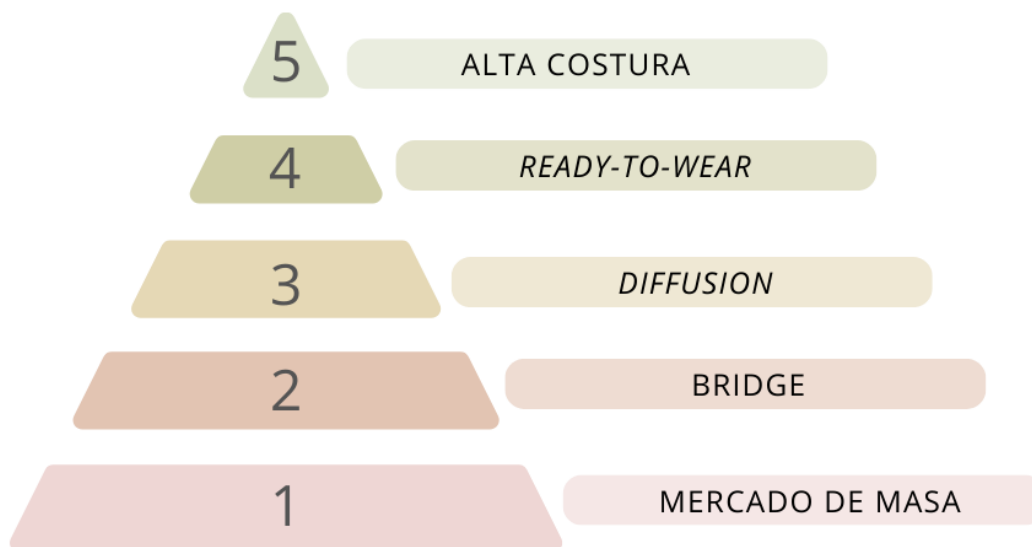 5 ALTA COSTURA
4 READY-TO-WEAR
3 DIFFUSION
2 BRIDGE
1 MERCADO DE MASA